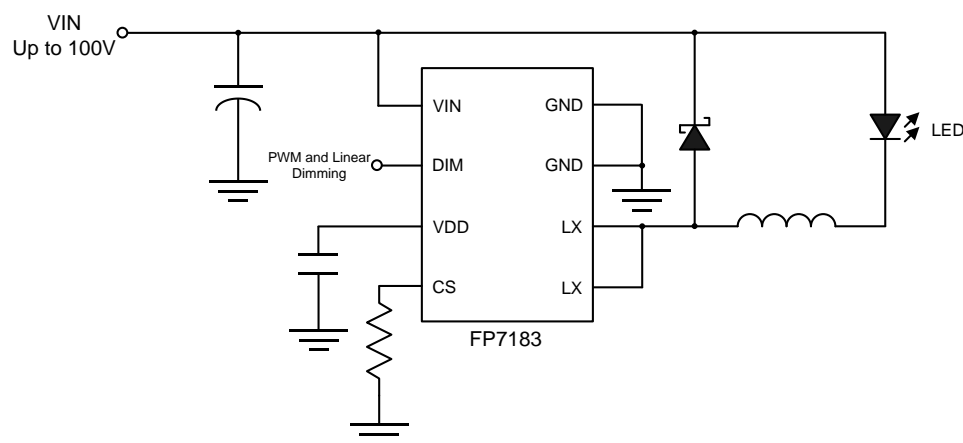 VIN
Up to 100V
VIN
GND
PWM and Linear
Dimming
DIM
GND
LED
VDD
LX
CS
LX
FP7183